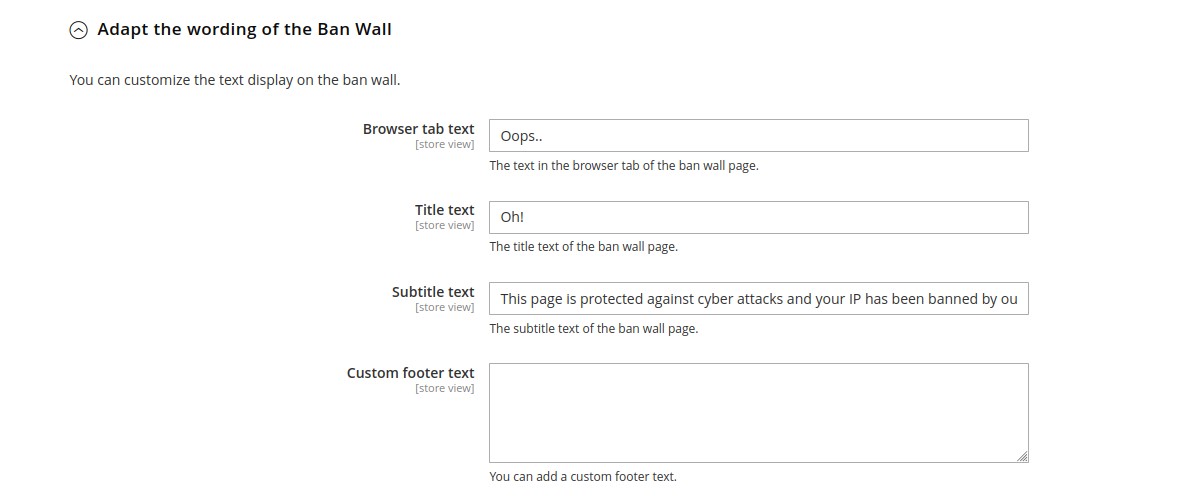 Adapt the wording of the Ban Wall
You can customize the text display on the ban wall.
Browser tab text
[store view]
Oops..
The text in the browser tab of the ban wall page.
Title text
[store view]
Oh!
The title text of the ban wall page.
Subtitle text
[store view]
This page is protected against cyber attacks and your IP has been banned by ou
The subtitle text of the ban wall page.
Custom footer text
[store view]
You can add a custom footer text.